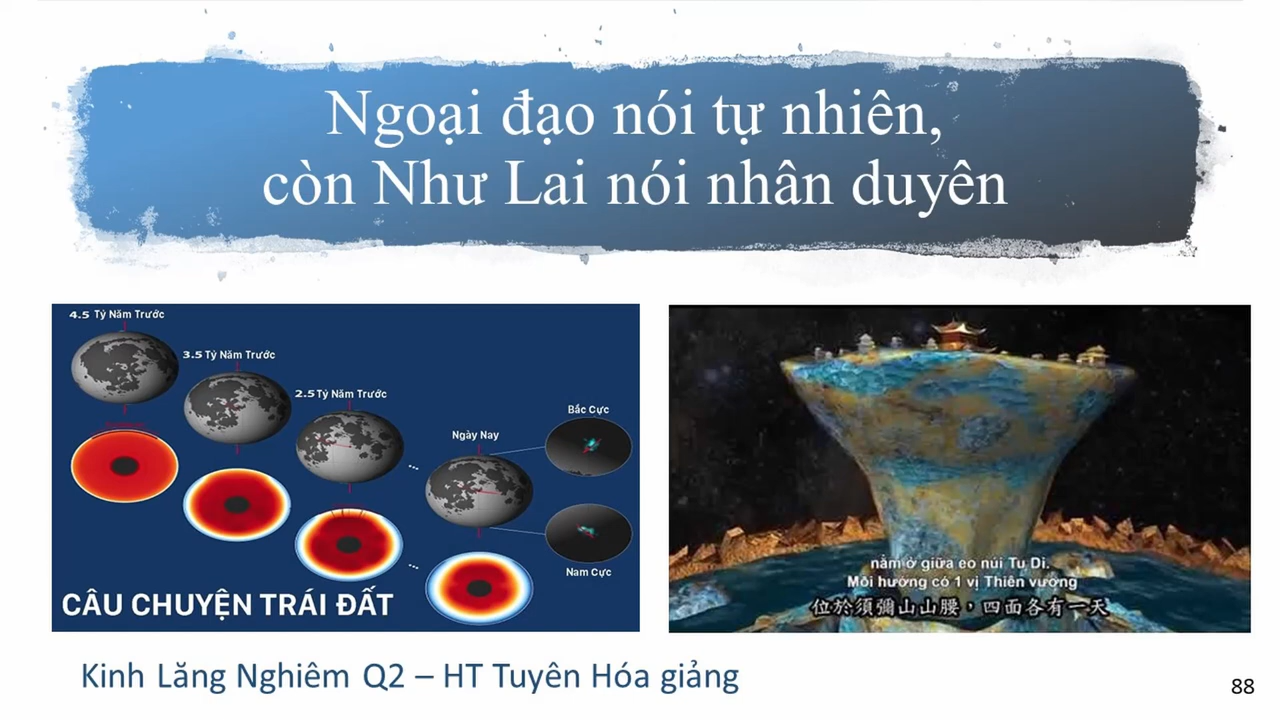 Ngoại đạo nói tự nhiên,
còn Như Lai nói nhân duyên
4.5 Tỷ Năm Trước
3.5 Tỷ Năm Trước
2.5 Tỷ Năm Trước
...
Ngày Nay
...
Bắc Cực
Nam Cực
CÂU CHUYỆN TRÁI ĐẤT
nằm ở giữa eo núi Tu Di.
Mỗi hướng có 1 vị Thiên vương
位於須彌山山腰，四面各有一天
Kinh Lăng Nghiêm Q2 – HT Tuyên Hóa giảng
88